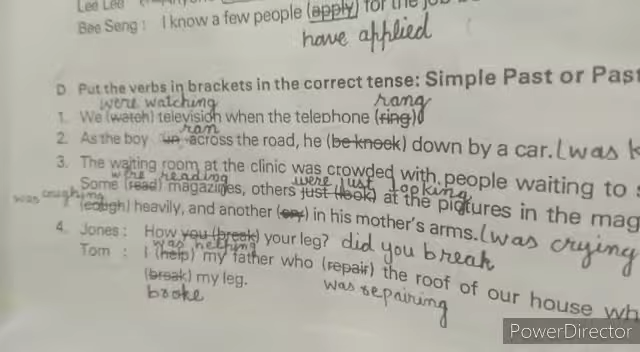 Lee Lee
Bee Seng : I know a few people (apply) for the job
have applied
D Put the verbs in brackets in the correct tense: Simple Past or Past
were watching rang
1. We (watch) television when the telephone (ring)
ran
2. As the boy across the road, he (be knock) down by a car. (was k
3. The waiting room at the clinic was crowded with people waiting to s
were reading were just looking
Some (read) magazines, others just (look) at the pictures in the mag
was coughing
(cough) heavily, and another (cry) in his mother's arms. (was crying
4. Jones : How you (break) your leg? did you break
was helping
Tom : I (help) my father who (repair) the roof of our house wh
was repairing
(break) my leg.
broke
PowerDirector